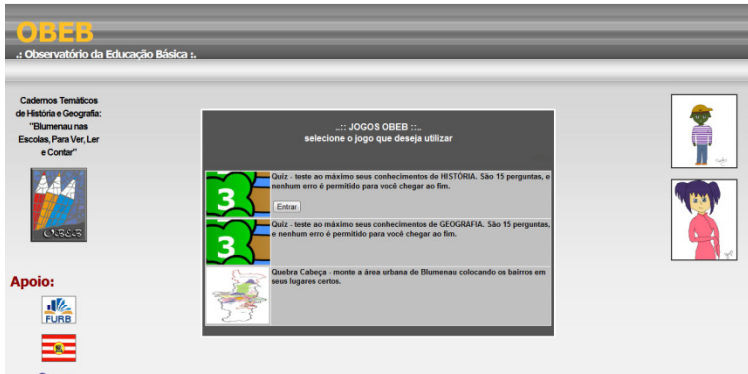 OBEB
.: Observatório da Educação Básica :.
Cadernos Temáticos
de História e Geografia:
"Blumenau nas
Escolas, Para Ver, Ler
e Contar"
OBEB
Apoio:
FURB
..:: JOGOS OBEB ::..
selecione o jogo que deseja utilizar
3
Quiz - teste ao máximo seus conhecimentos de HISTÓRIA. São 15 perguntas, e
nenhum erro é permitido para você chegar ao fim.
Entrar
3
Quiz - teste ao máximo seus conhecimentos de GEOGRAFIA. São 15 perguntas,
e nenhum erro é permitido para você chegar ao fim.
Quebra Cabeça - monte a área urbana de Blumenau colocando os bairros em
seus lugares certos.